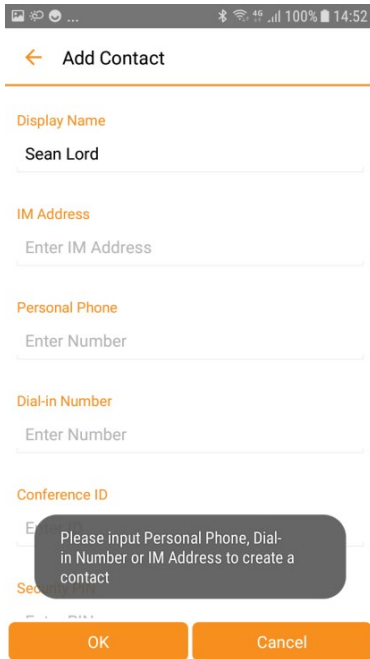 ... 4G 100% 14:52
Add Contact
Display Name
Sean Lord
IM Address
Enter IM Address
Personal Phone
Enter Number
Dial-in Number
Enter Number
Conference ID
Please input Personal Phone, Dial-
in Number or IM Address to create a
contact
OK Cancel